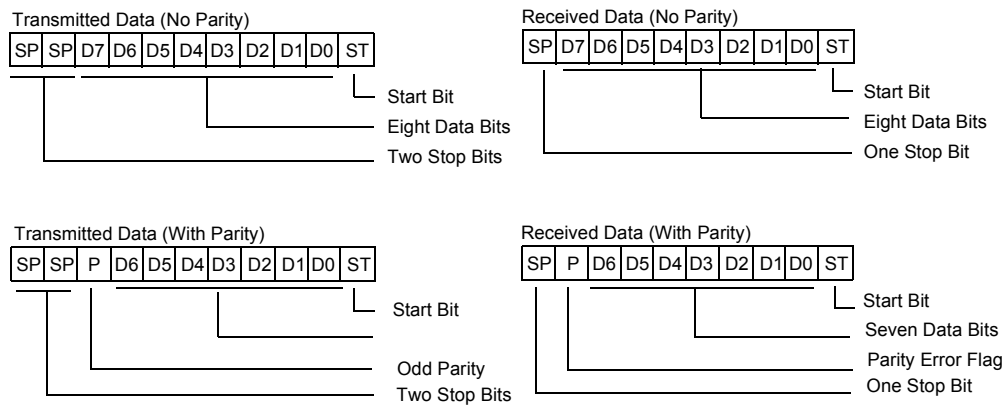 Transmitted Data (No Parity)
SP SP D7 D6 D5 D4 D3 D2 D1 D0 ST
Start Bit
Eight Data Bits
Two Stop Bits
Received Data (No Parity)
SP D7 D6 D5 D4 D3 D2 D1 D0 ST
Start Bit
Eight Data Bits
One Stop Bit
Transmitted Data (With Parity)
SP SP P D6 D5 D4 D3 D2 D1 D0 ST
Start Bit
Odd Parity
Two Stop Bits
Received Data (With Parity)
SP P D6 D5 D4 D3 D2 D1 D0 ST
Start Bit
Seven Data Bits
Parity Error Flag
One Stop Bit